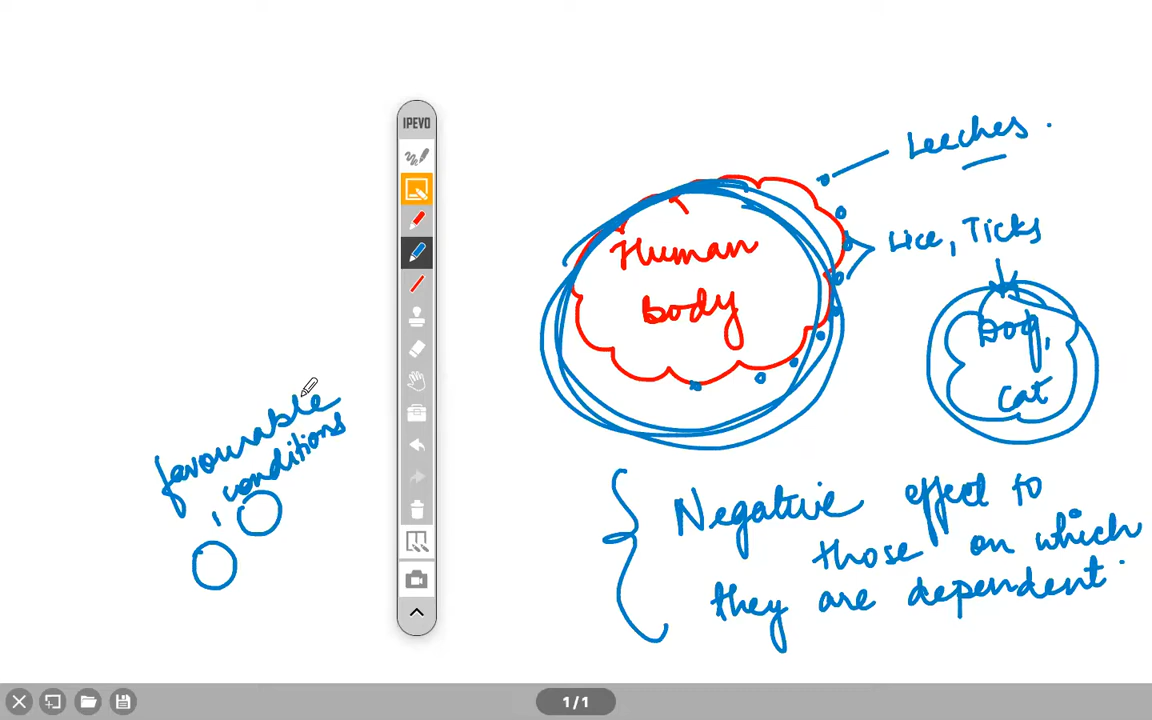 IPEVO
Leeches.
Lice, Ticks
Human
body
Dog,
cat
favourable
conditions
Negative effect to
those on which
they are dependent.
1/1